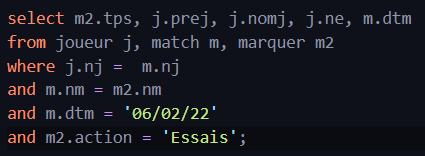 select m2.tps, j.prej, j.nomj, j.ne, m.dtm
from joueur j, match m, marquer m2
where j.nj =  m.nj
and m.nm = m2.nm
and m.dtm = '06/02/22'
and m2.action = 'Essais';